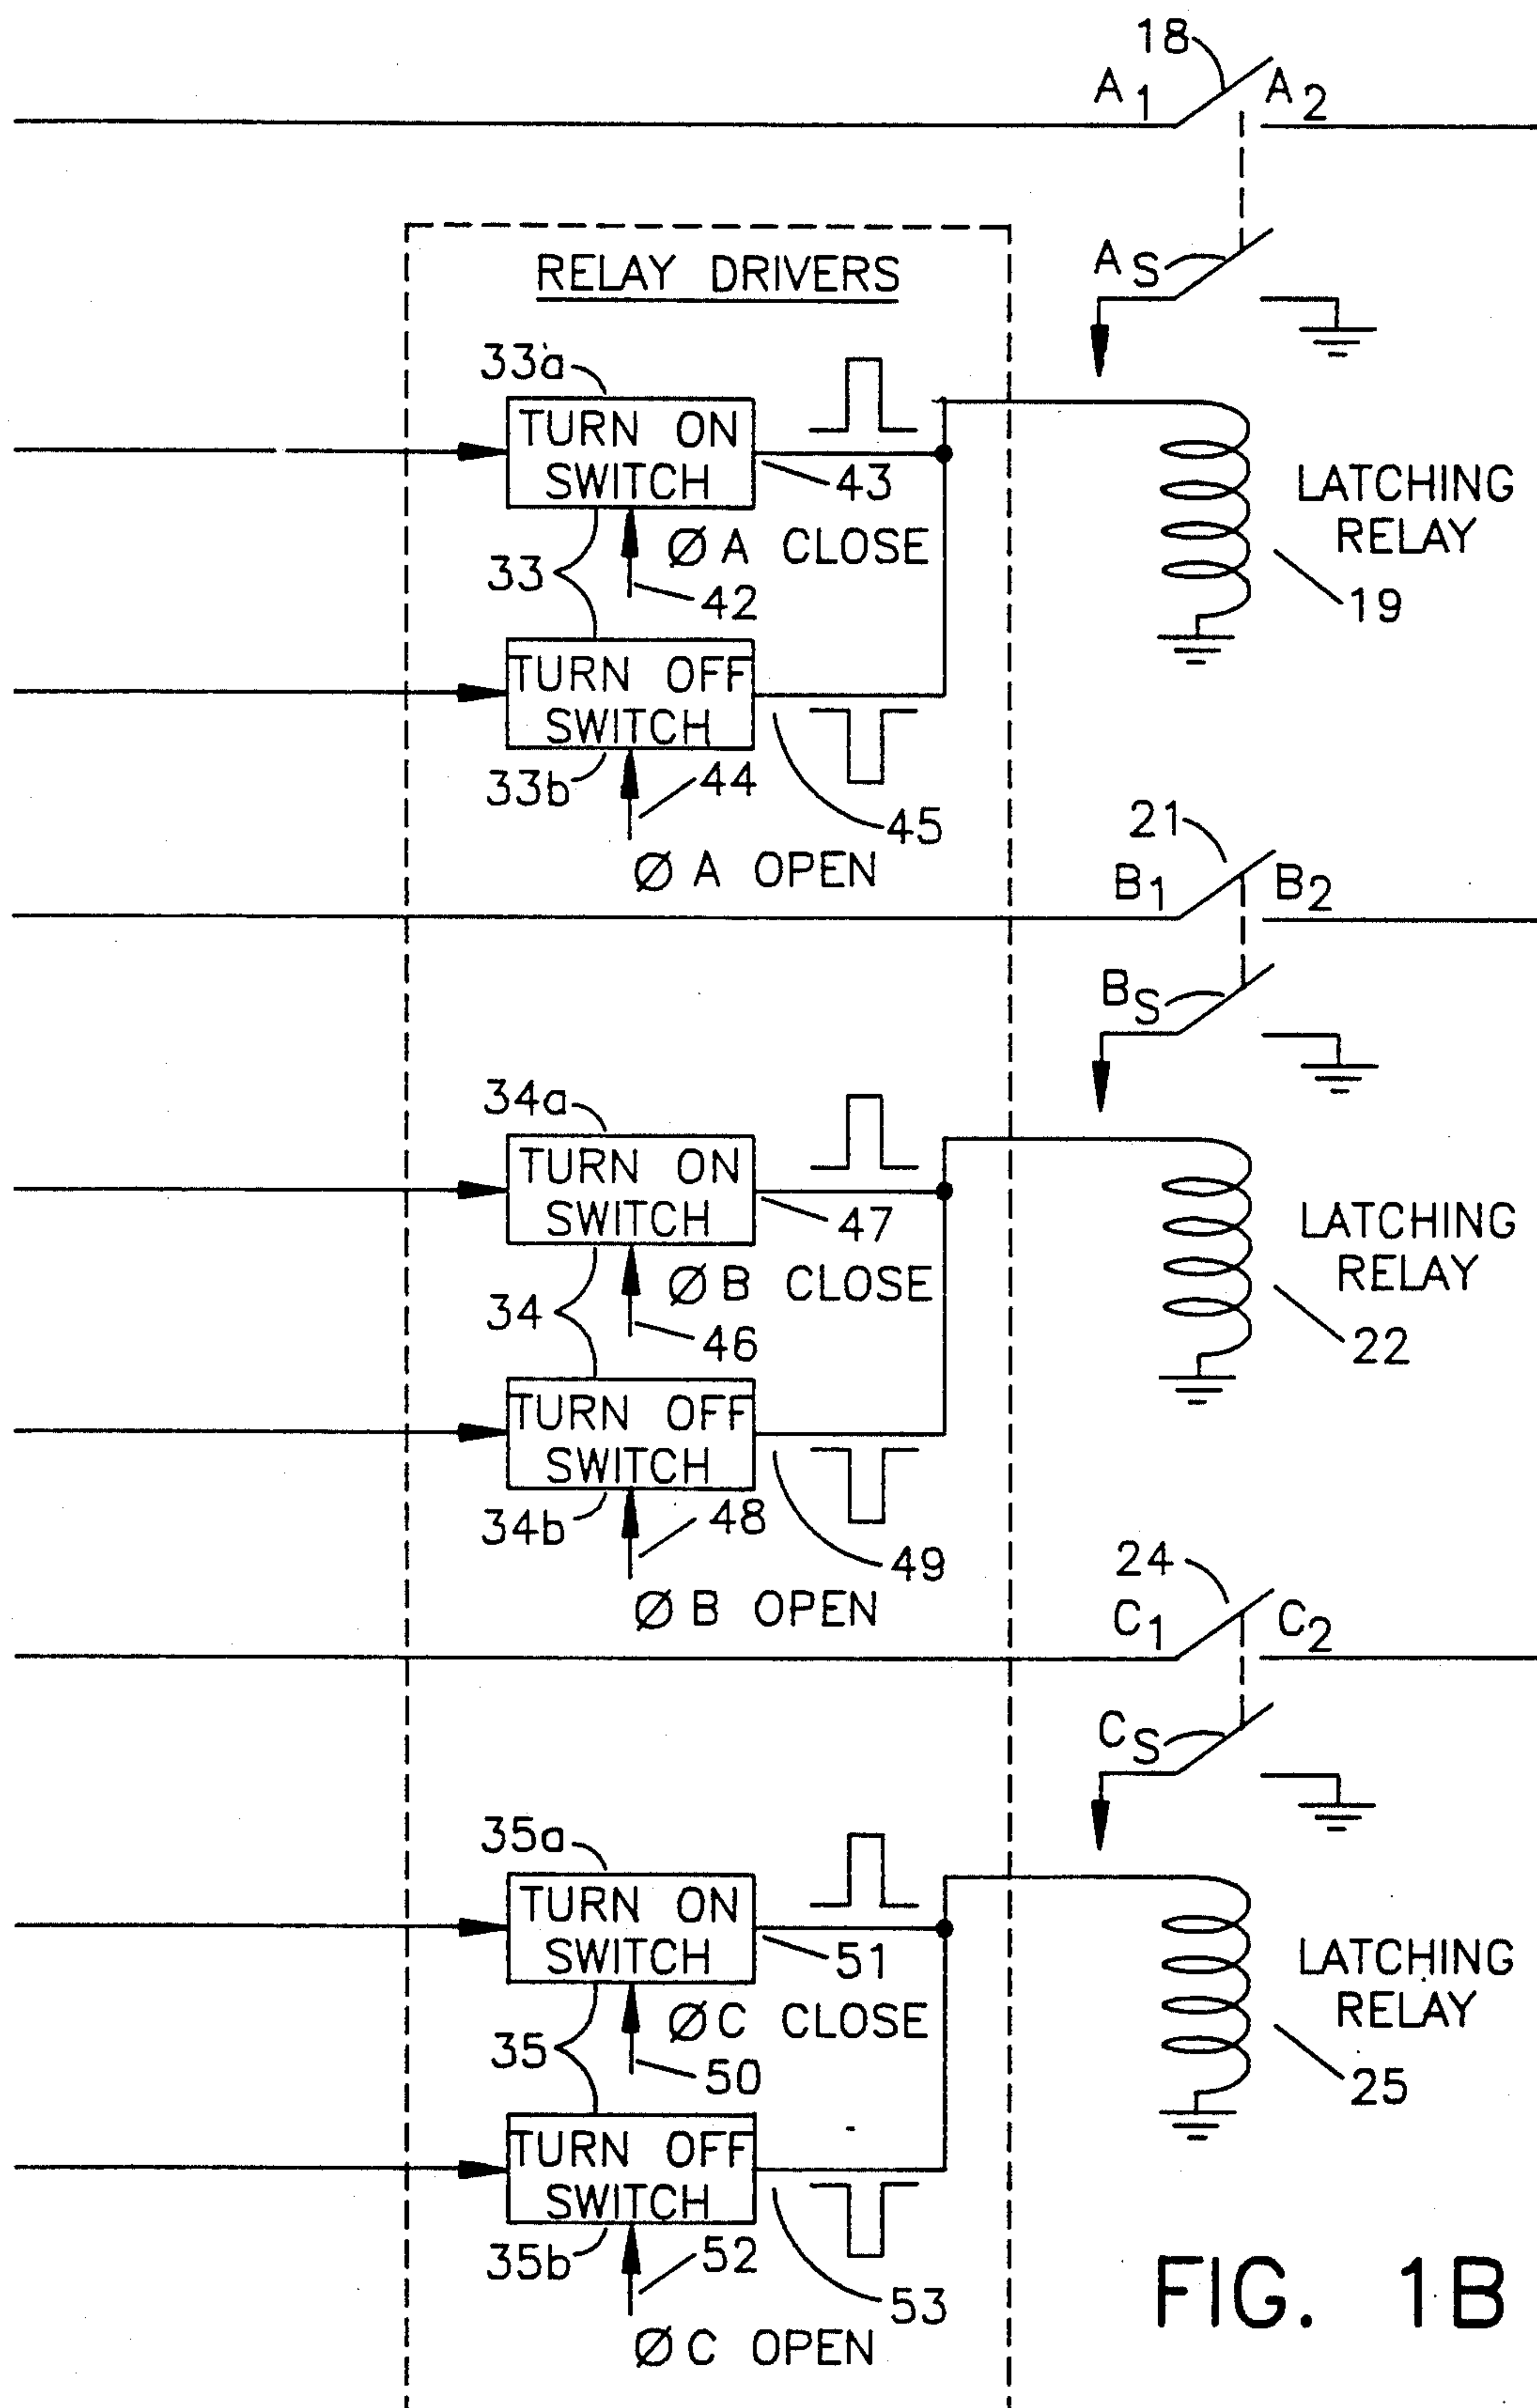 18
A1 A2
RELAY DRIVERS
AS
33a
TURN ON
SWITCH
43
LATCHING
RELAY
ØA CLOSE
33
42
19
TURN OFF
SWITCH
33b
44
45
ØA OPEN
21
B1 B2
BS
34a
TURN ON
SWITCH
47
LATCHING
RELAY
ØB CLOSE
34
46
22
TURN OFF
SWITCH
34b
48
49
ØB OPEN
24
C1 C2
CS
35a
TURN ON
SWITCH
51
LATCHING
RELAY
ØC CLOSE
35
50
25
TURN OFF
SWITCH
35b
52
53
ØC OPEN
FIG. 1B